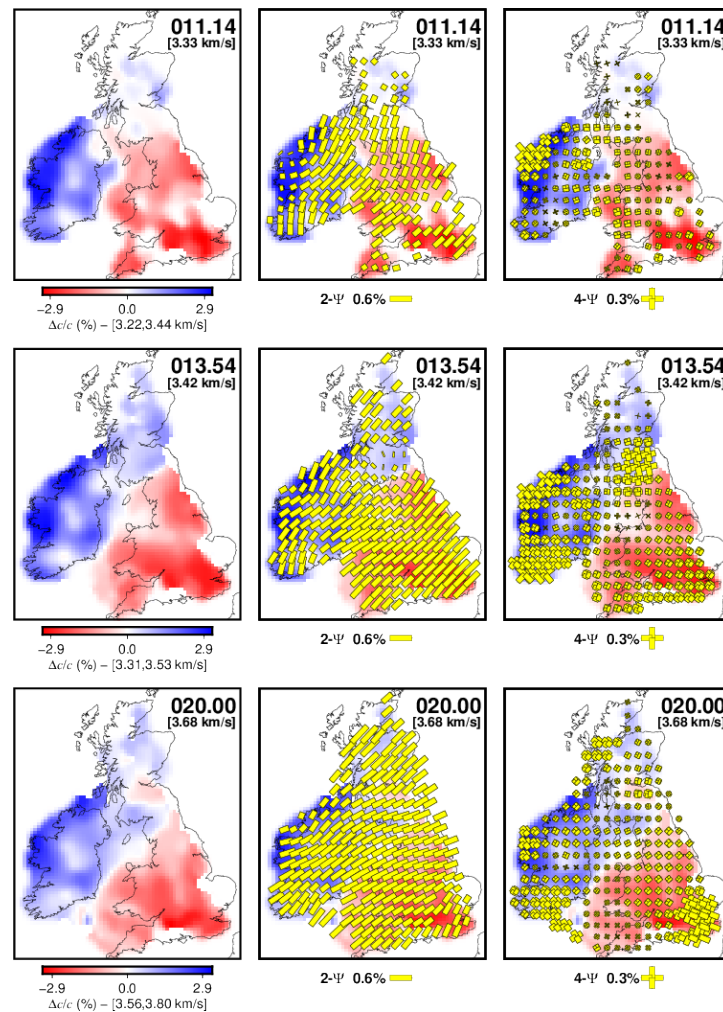 011.14
[3.33 km/s]
011.14
[3.33 km/s]
011.14
[3.33 km/s]
−2.9 0.0 2.9
Δc/c (%) − [3.22,3.44 km/s]
2-Ψ 0.6%
4-Ψ 0.3%
013.54
[3.42 km/s]
013.54
[3.42 km/s]
013.54
[3.42 km/s]
−2.9 0.0 2.9
Δc/c (%) − [3.31,3.53 km/s]
2-Ψ 0.6%
4-Ψ 0.3%
020.00
[3.68 km/s]
020.00
[3.68 km/s]
020.00
[3.68 km/s]
−2.9 0.0 2.9
Δc/c (%) − [3.56,3.80 km/s]
2-Ψ 0.6%
4-Ψ 0.3%